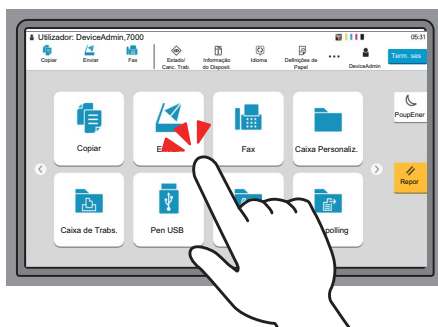 Utilizador: DeviceAdmin,7000
05:31
Copiar
Enviar
Fax
Estado/
Canc. Trab.
Informação
do Disposit.
Idioma
Definições de
Papel
DeviceAdmin
Term. ses
PoupEner
Copiar
Fax
Caixa Personaliz.
Repor
Caixa de Trabs.
Pen USB
polling